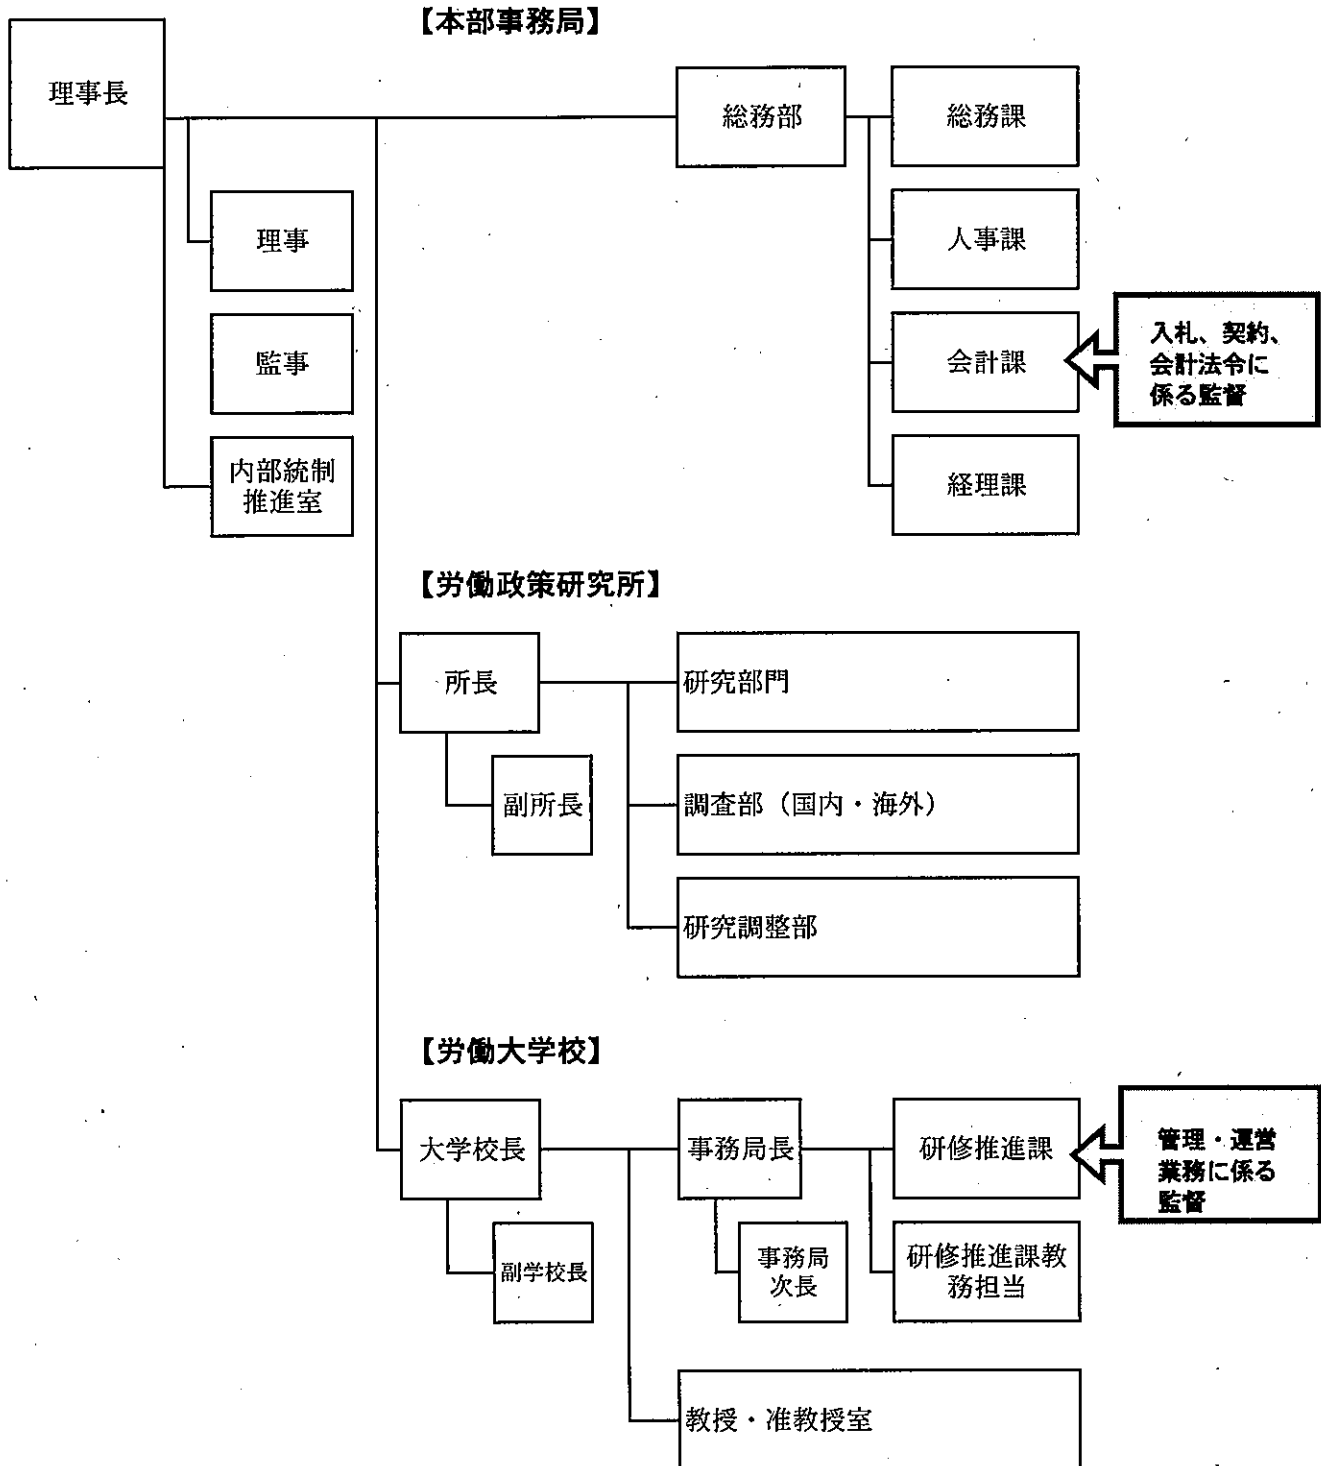 【本部事務局】
理事長
総務部
総務課
理事
人事課
監事
会計課
入札、契約、
会計法令に
係る監督
内部統制
推進室
経理課
【労働政策研究所】
所長
研究部門
副所長
調査部（国内・海外）
研究調整部
【労働大学校】
大学校長
事務局長
研修推進課
管理・運営
業務に係る
監督
副学校長
事務局
次長
研修推進課教
務担当
教授・准教授室